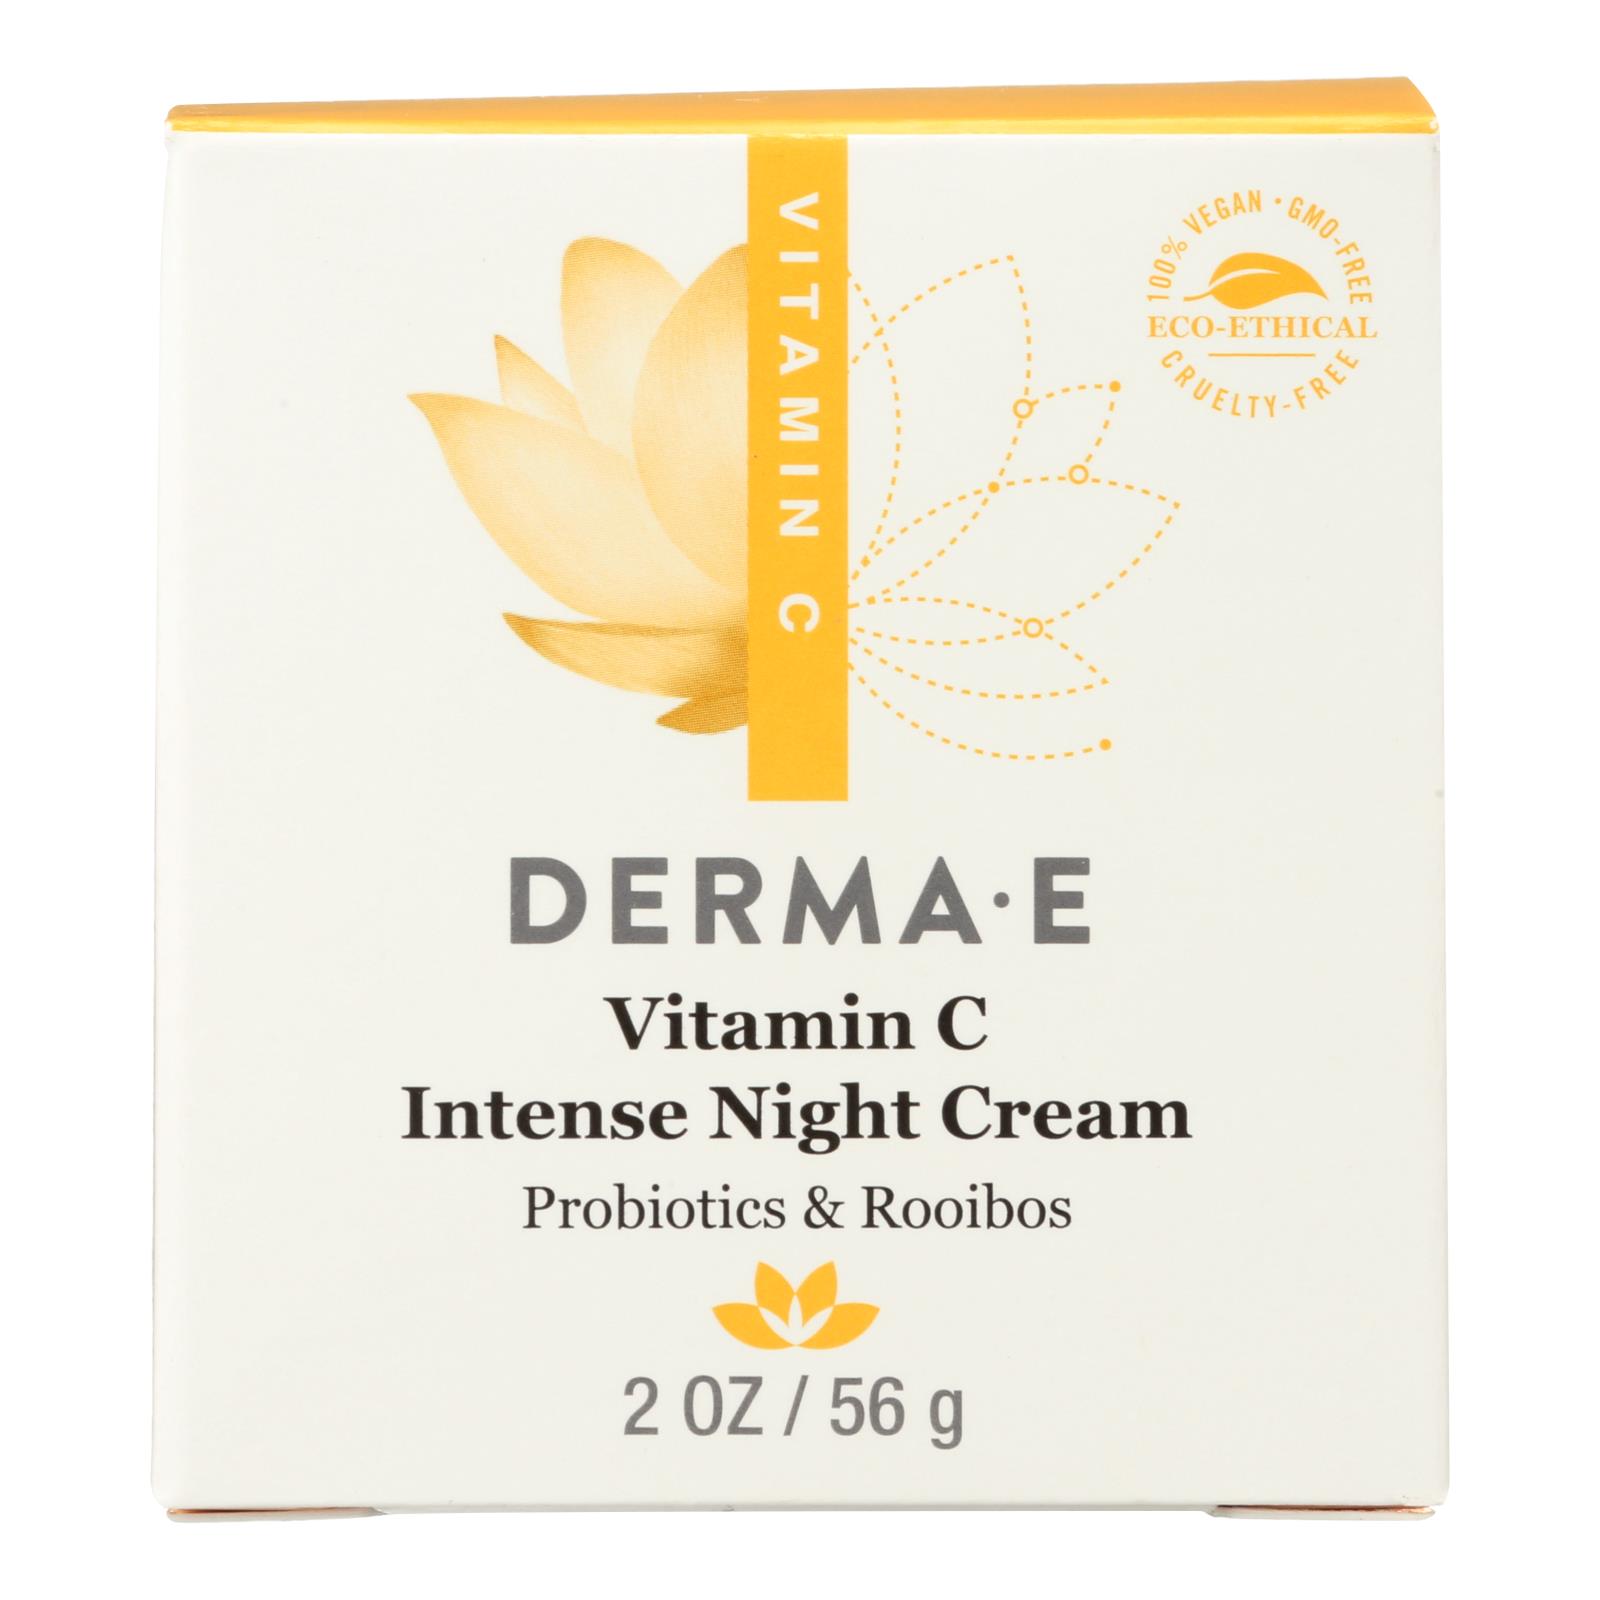 VITAMIN C
100% VEGAN • GMO-FREE
ECO-ETHICAL
CRUELTY-FREE
DERMA•E
Vitamin C
Intense Night Cream
Probiotics & Rooibos
2 OZ / 56 g